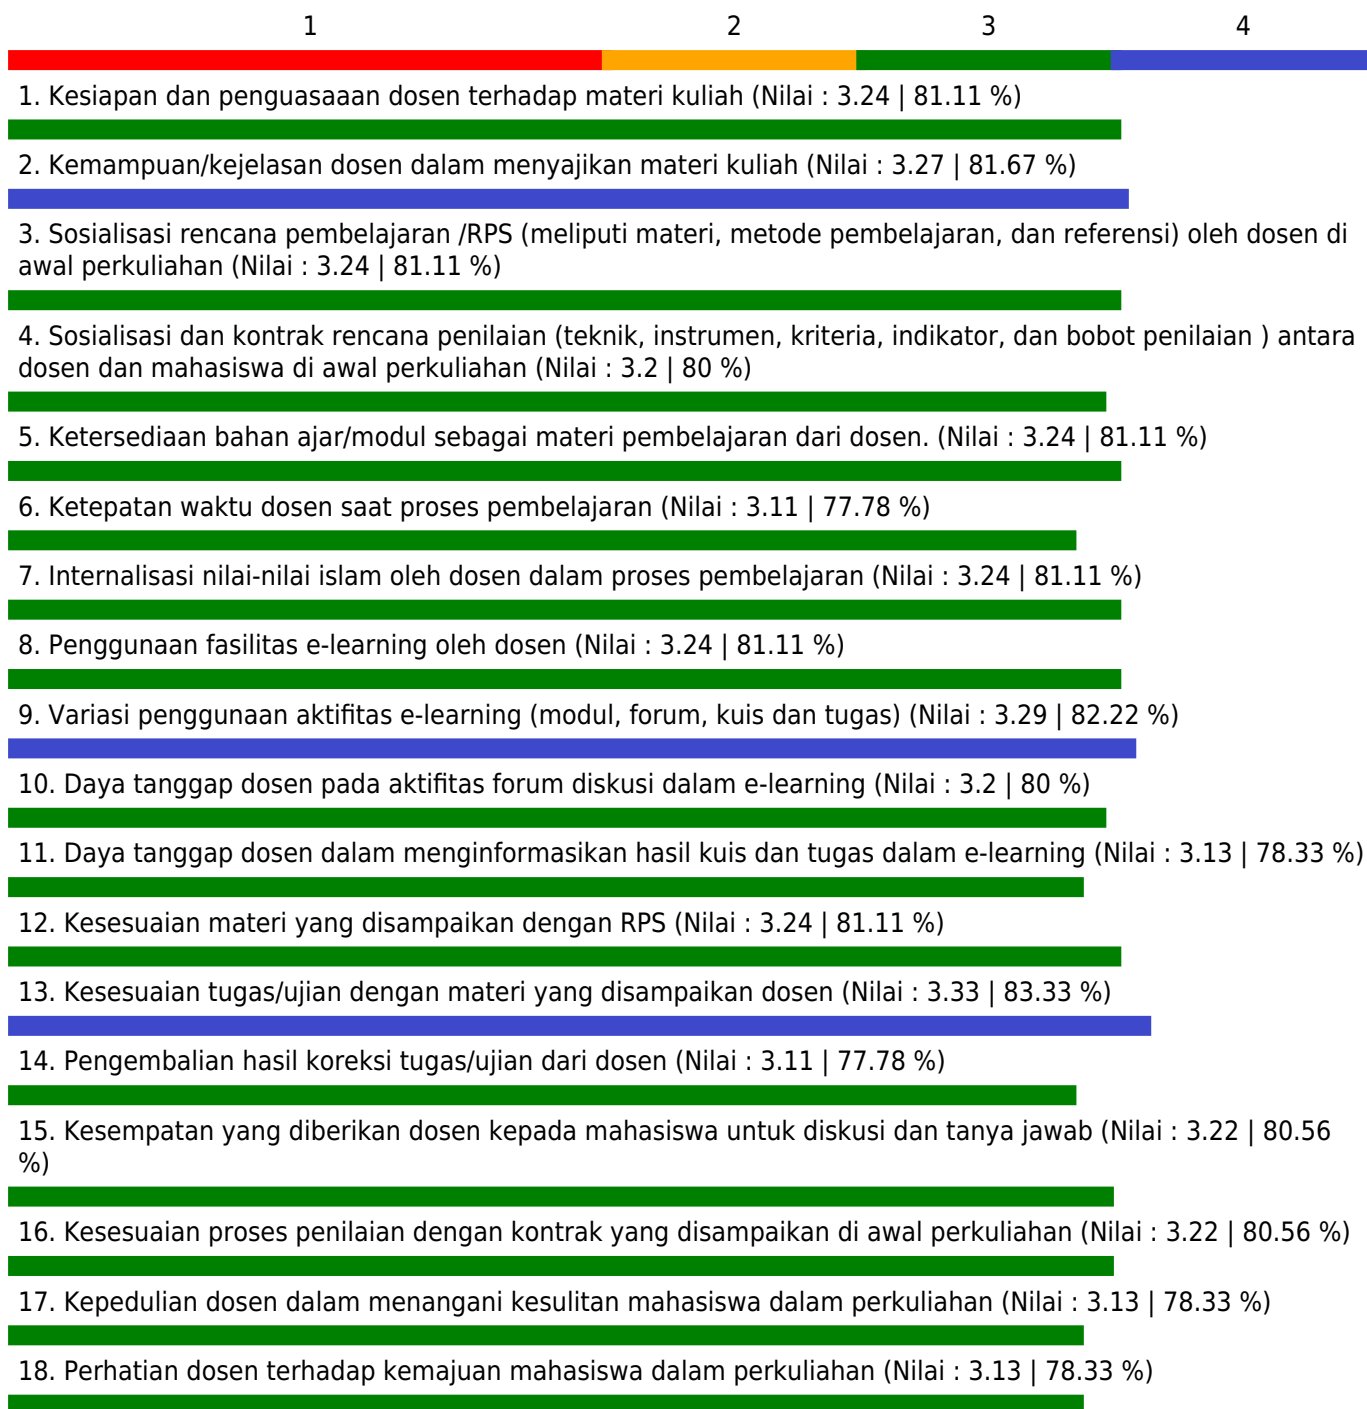 1 2 3 4
1. Kesiapan dan penguasaaan dosen terhadap materi kuliah (Nilai : 3.24 | 81.11 %)
2. Kemampuan/kejelasan dosen dalam menyajikan materi kuliah (Nilai : 3.27 | 81.67 %)
3. Sosialisasi rencana pembelajaran /RPS (meliputi materi, metode pembelajaran, dan referensi) oleh dosen di
awal perkuliahan (Nilai : 3.24 | 81.11 %)
4. Sosialisasi dan kontrak rencana penilaian (teknik, instrumen, kriteria, indikator, dan bobot penilaian ) antara
dosen dan mahasiswa di awal perkuliahan (Nilai : 3.2 | 80 %)
5. Ketersediaan bahan ajar/modul sebagai materi pembelajaran dari dosen. (Nilai : 3.24 | 81.11 %)
6. Ketepatan waktu dosen saat proses pembelajaran (Nilai : 3.11 | 77.78 %)
7. Internalisasi nilai-nilai islam oleh dosen dalam proses pembelajaran (Nilai : 3.24 | 81.11 %)
8. Penggunaan fasilitas e-learning oleh dosen (Nilai : 3.24 | 81.11 %)
9. Variasi penggunaan aktifitas e-learning (modul, forum, kuis dan tugas) (Nilai : 3.29 | 82.22 %)
10. Daya tanggap dosen pada aktifitas forum diskusi dalam e-learning (Nilai : 3.2 | 80 %)
11. Daya tanggap dosen dalam menginformasikan hasil kuis dan tugas dalam e-learning (Nilai : 3.13 | 78.33 %)
12. Kesesuaian materi yang disampaikan dengan RPS (Nilai : 3.24 | 81.11 %)
13. Kesesuaian tugas/ujian dengan materi yang disampaikan dosen (Nilai : 3.33 | 83.33 %)
14. Pengembalian hasil koreksi tugas/ujian dari dosen (Nilai : 3.11 | 77.78 %)
15. Kesempatan yang diberikan dosen kepada mahasiswa untuk diskusi dan tanya jawab (Nilai : 3.22 | 80.56
%)
16. Kesesuaian proses penilaian dengan kontrak yang disampaikan di awal perkuliahan (Nilai : 3.22 | 80.56 %)
17. Kepedulian dosen dalam menangani kesulitan mahasiswa dalam perkuliahan (Nilai : 3.13 | 78.33 %)
18. Perhatian dosen terhadap kemajuan mahasiswa dalam perkuliahan (Nilai : 3.13 | 78.33 %)